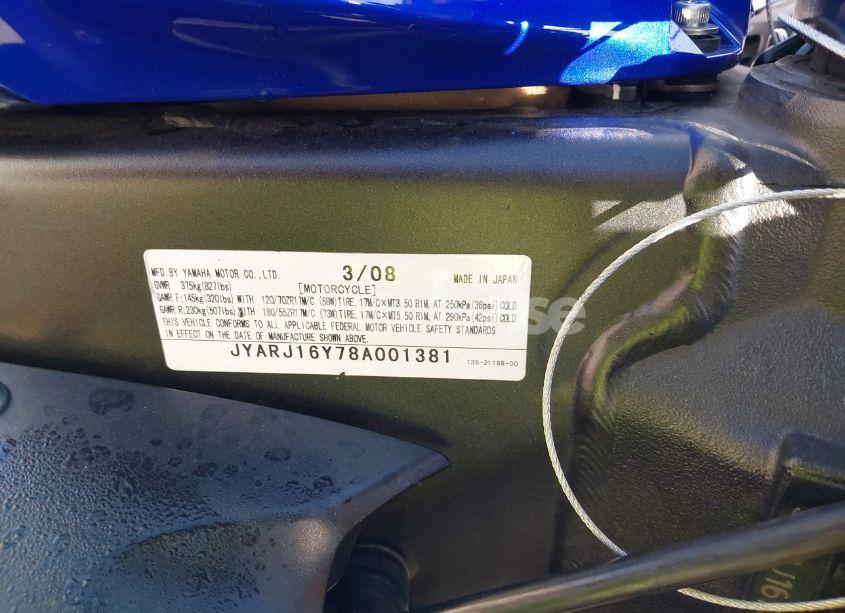 MFD.BY YAMAHA MOTOR CO.,LTD. 3/08 MADE IN JAPAN
GVWR 375kg(827lbs) [MOTORCYCLE]
GAWR F:145kg(320lbs)WITH 120/70ZR17M/C (58W)TIRE, 17M/C×MT3.50 RIM, AT 250kPa(36psi)COLD
GAWR R:230kg(507lbs)WITH 180/55ZR17M/C (73W)TIRE, 17M/C×MT5.50 RIM, AT 290kPa(42psi)COLD
THIS VEHICLE CONFORMS TO ALL APPLICABLE FEDERAL MOTOR VEHICLE SAFETY STANDARDS
IN EFFECT ON THE DATE OF MANUFACTURE SHOWN ABOVE.
JYARJ16Y78A001381 13S-2118B-00
J16